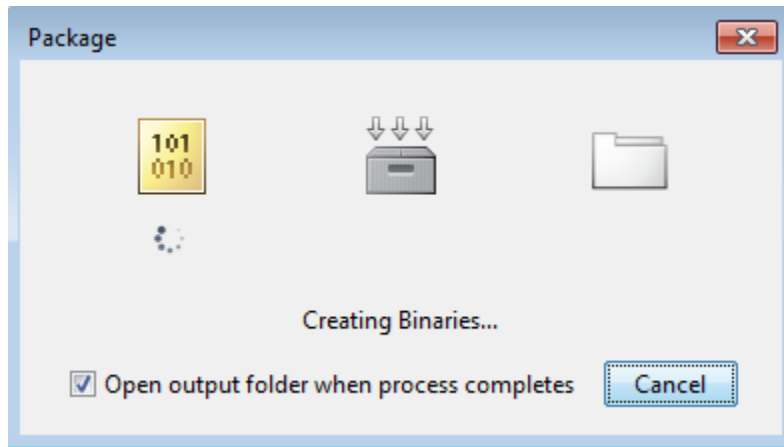 Package
101
010
Creating Binaries...
Open output folder when process completes
Cancel